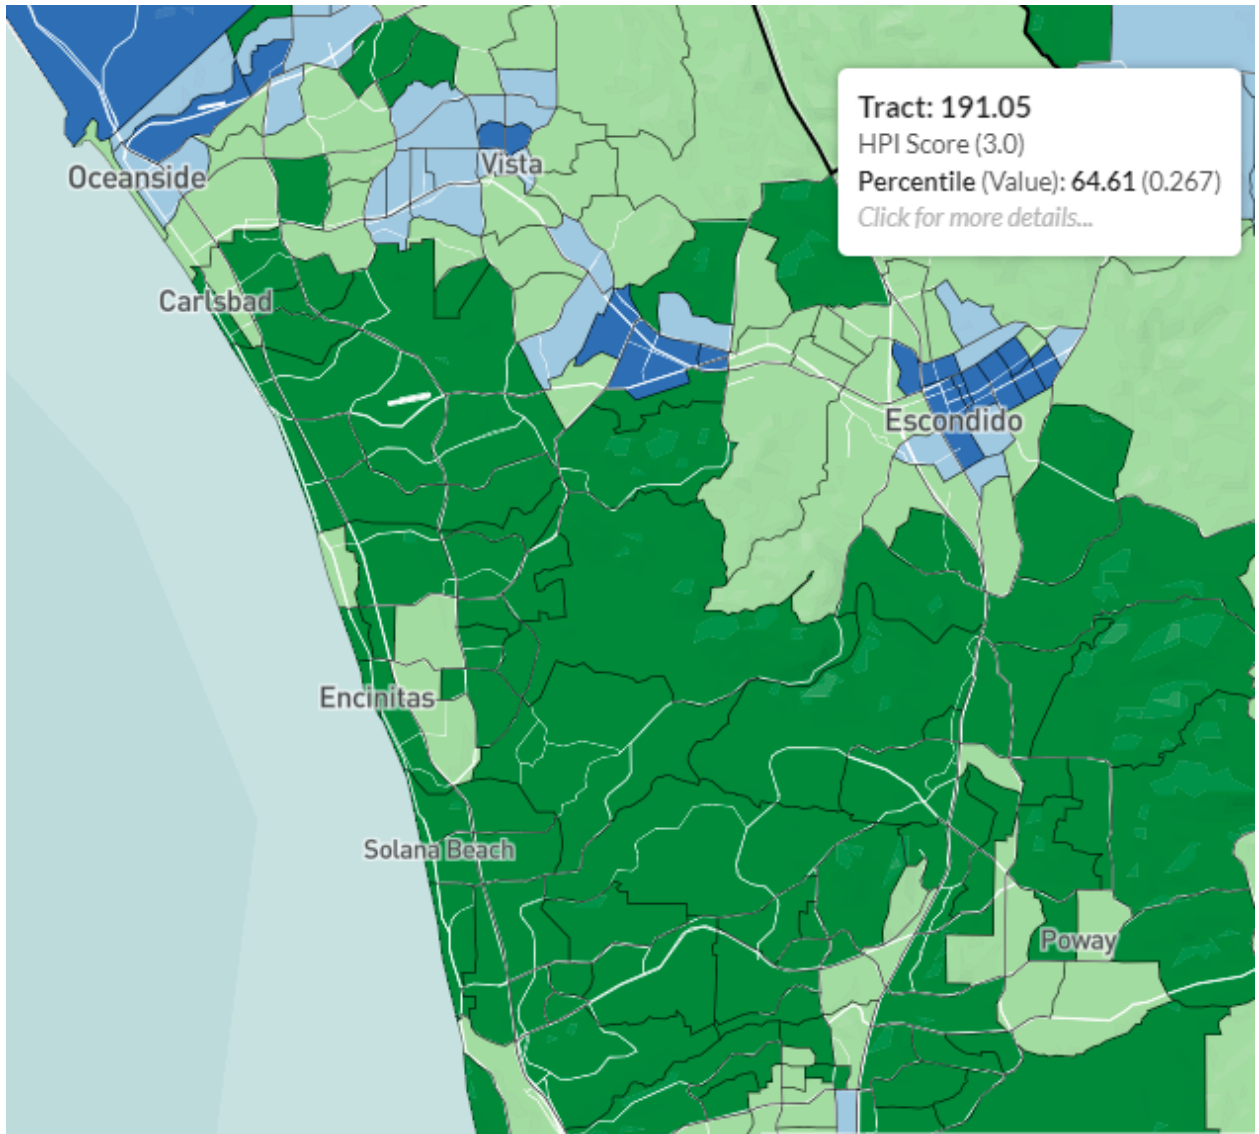 Tract: 191.05
HPI Score (3.0)
Percentile (Value): 64.61 (0.267)
Click for more details...
Vista
Oceanside
Carlsbad
Escondido
Encinitas
Solana Beach
Poway